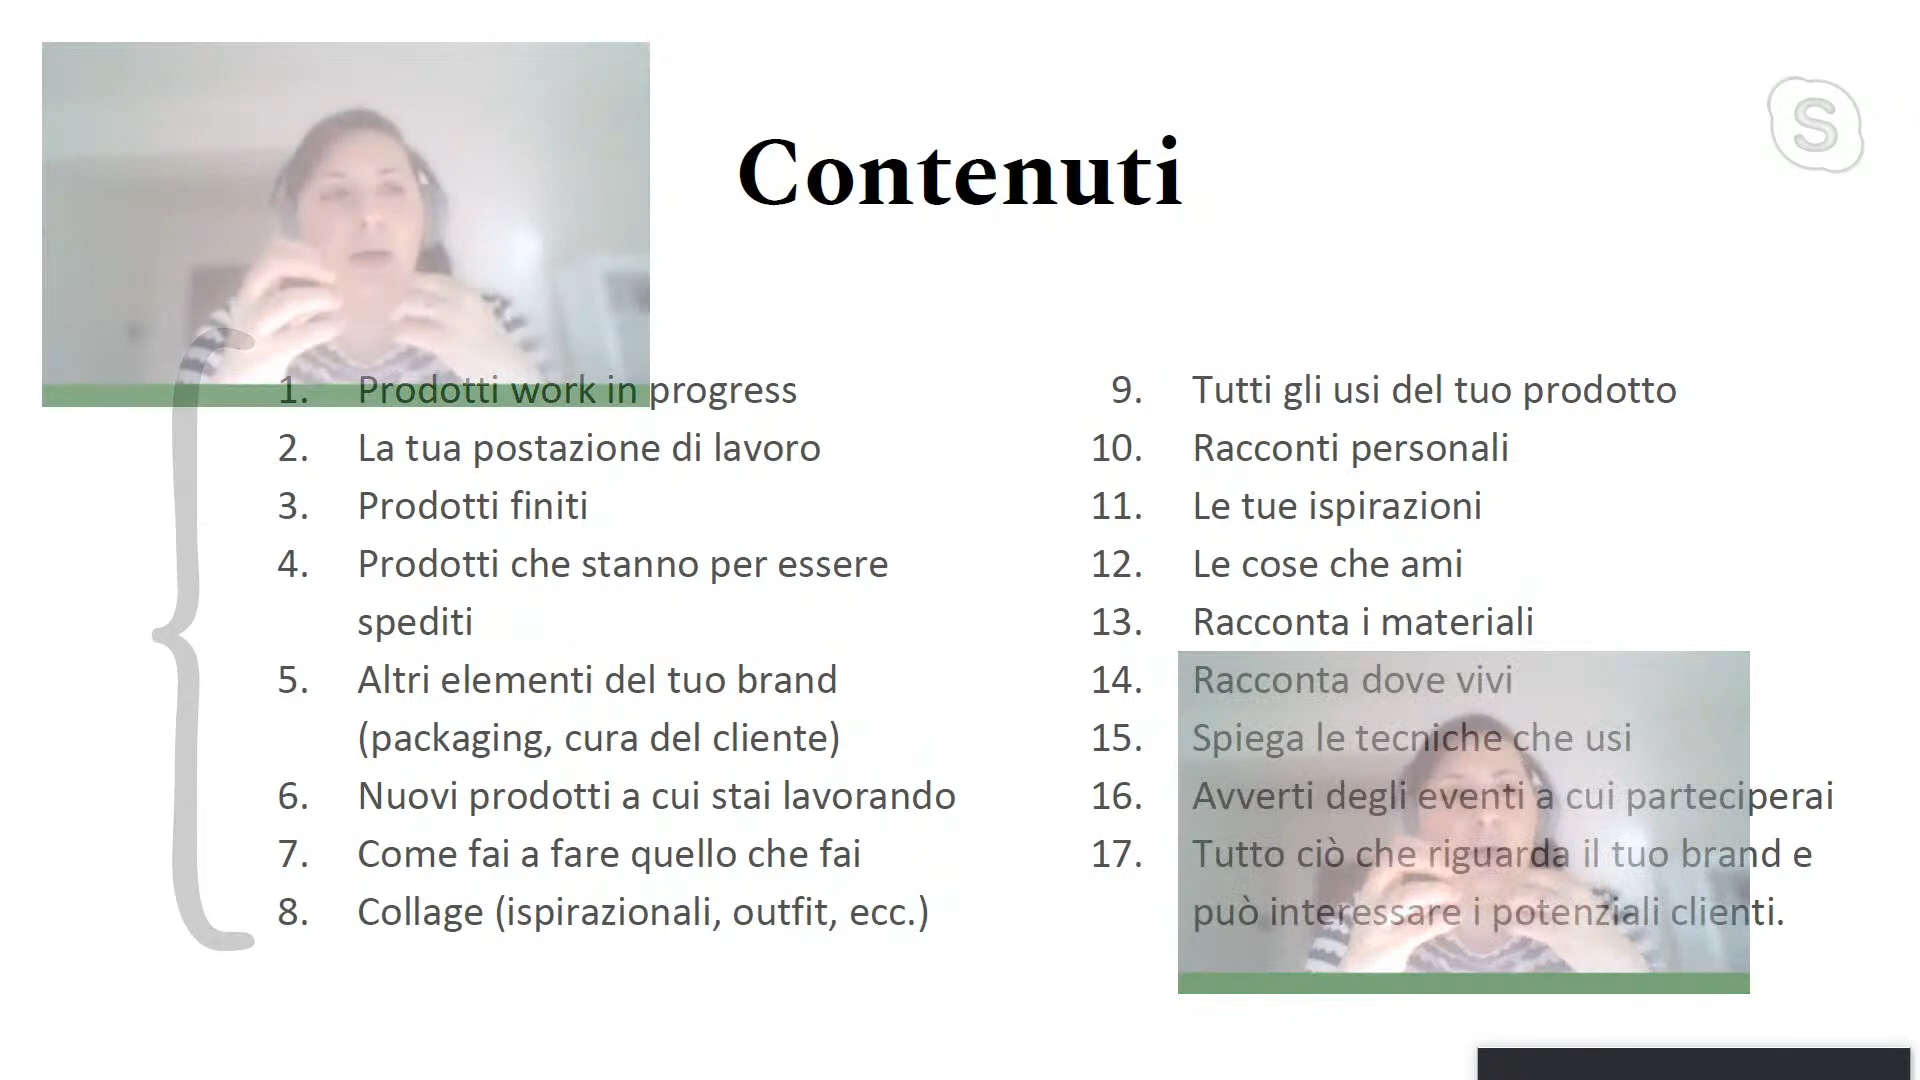 Contenuti
S
1. Prodotti work in progress
2. La tua postazione di lavoro
3. Prodotti finiti
4. Prodotti che stanno per essere
spediti
5. Altri elementi del tuo brand
(packaging, cura del cliente)
6. Nuovi prodotti a cui stai lavorando
7. Come fai a fare quello che fai
8. Collage (ispirazionali, outfit, ecc.)
9. Tutti gli usi del tuo prodotto
10. Racconti personali
11. Le tue ispirazioni
12. Le cose che ami
13. Racconta i materiali
14. Racconta dove vivi
15. Spiega le tecniche che usi
16. Avverti degli eventi a cui parteciperai
17. Tutto ciò che riguarda il tuo brand e
può interessare i potenziali clienti.